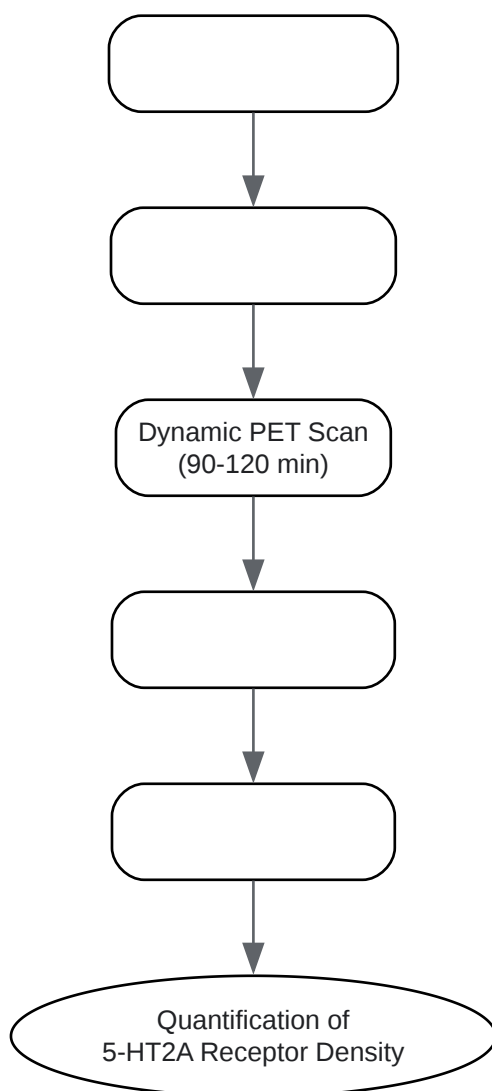 Dynamic PET Scan
(90-120 min)
Quantification of
5-HT2A Receptor Density